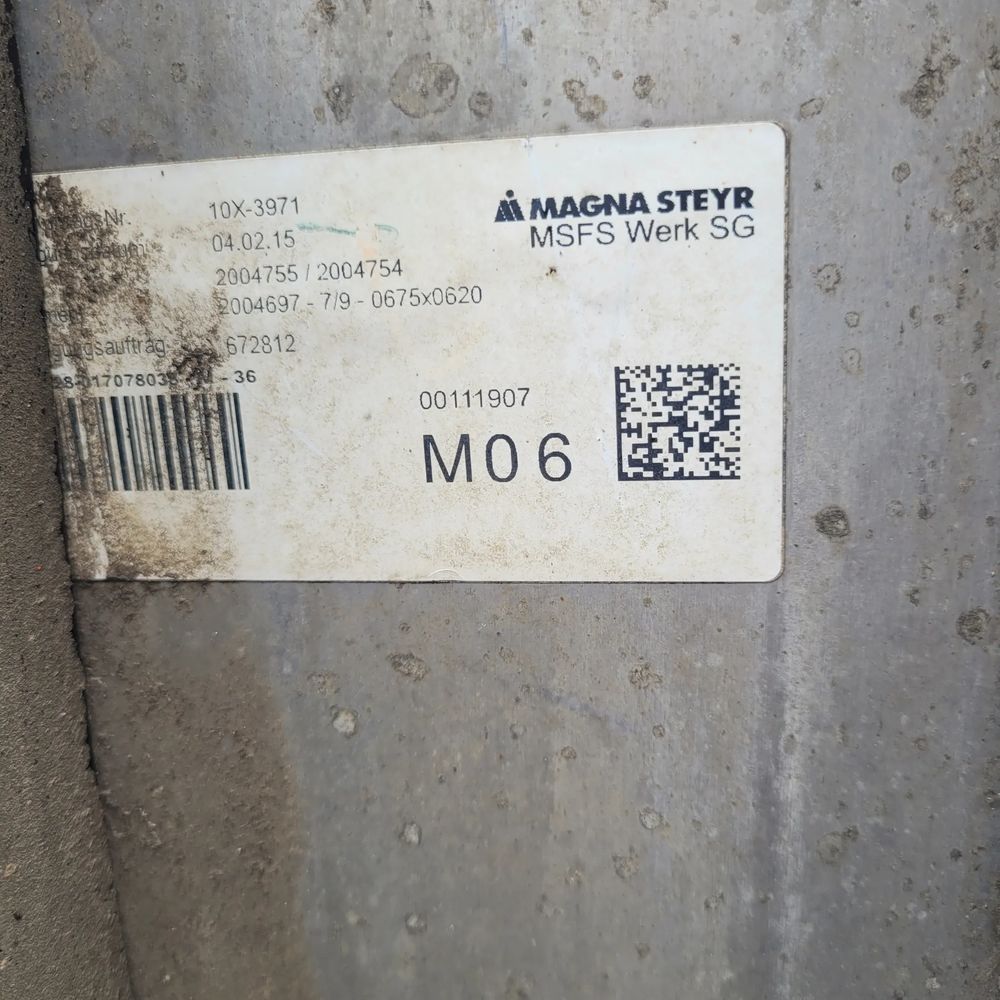 10X-3971
MAGNA STEYR
MSFS Werk SG
04.02.15
2004755 / 2004754
2004697 - 7/9 - 0675x0620
672812
- 36
00111907
M06